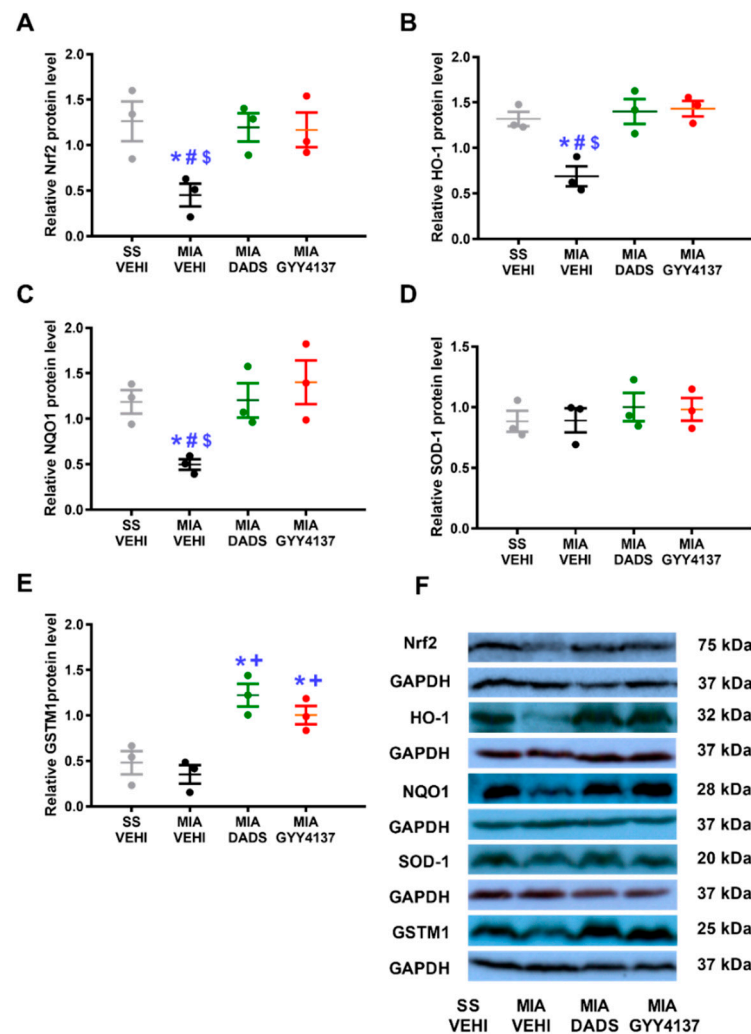 A
Relative Nrf2 protein level
2.0
1.5
1.0
0.5
0.0
*#$
SS
VEHI
MIA
VEHI
MIA
DADS
MIA
GYY4137
B
Relative HO-1 protein level
2.0
1.5
1.0
0.5
0.0
*#$
SS
VEHI
MIA
VEHI
MIA
DADS
MIA
GYY4137
C
Relative NQO1 protein level
2.0
1.5
1.0
0.5
0.0
*#$
SS
VEHI
MIA
VEHI
MIA
DADS
MIA
GYY4137
D
Relative SOD-1 protein level
1.5
1.0
0.5
0.0
SS
VEHI
MIA
VEHI
MIA
DADS
MIA
GYY4137
E
Relative GSTM1protein level
2.0
1.5
1.0
0.5
0.0
*+
*+
SS
VEHI
MIA
VEHI
MIA
DADS
MIA
GYY4137
F
Nrf2 75 kDa
GAPDH 37 kDa
HO-1 32 kDa
GAPDH 37 kDa
NQO1 28 kDa
GAPDH 37 kDa
SOD-1 20 kDa
GAPDH 37 kDa
GSTM1 25 kDa
GAPDH 37 kDa
SS
VEHI
MIA
VEHI
MIA
DADS
MIA
GYY4137